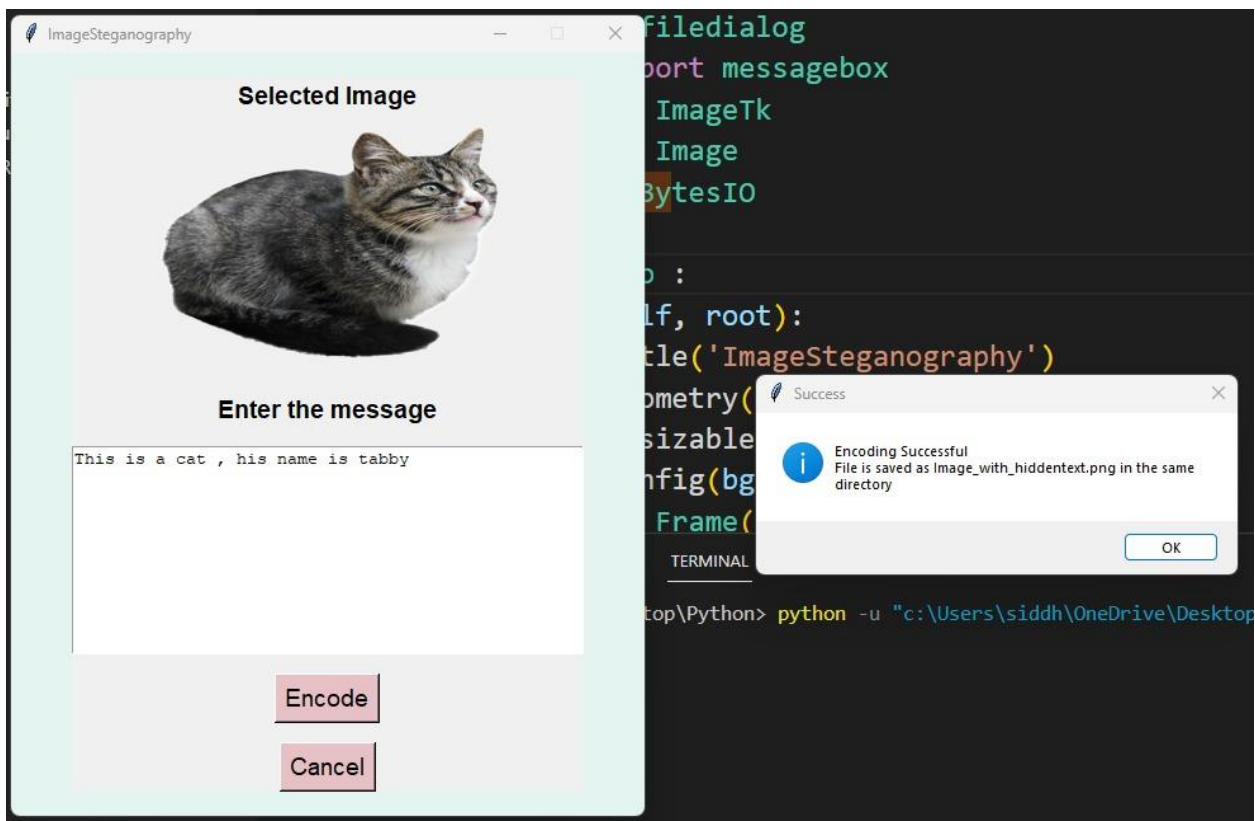 ImageSteganography
Selected Image
Enter the message
This is a cat , his name is tabby
Encode
Cancel
filedialog
port messagebox
ImageTk
Image
BytesIO
:
lf, root):
tle('ImageSteganography')
ometry(
sizable
nfig(bg
Frame(
Success
Encoding Successful
File is saved as Image_with_hiddentext.png in the same
directory
OK
TERMINAL
top\Python> python -u "c:\Users\siddh\OneDrive\Desktop